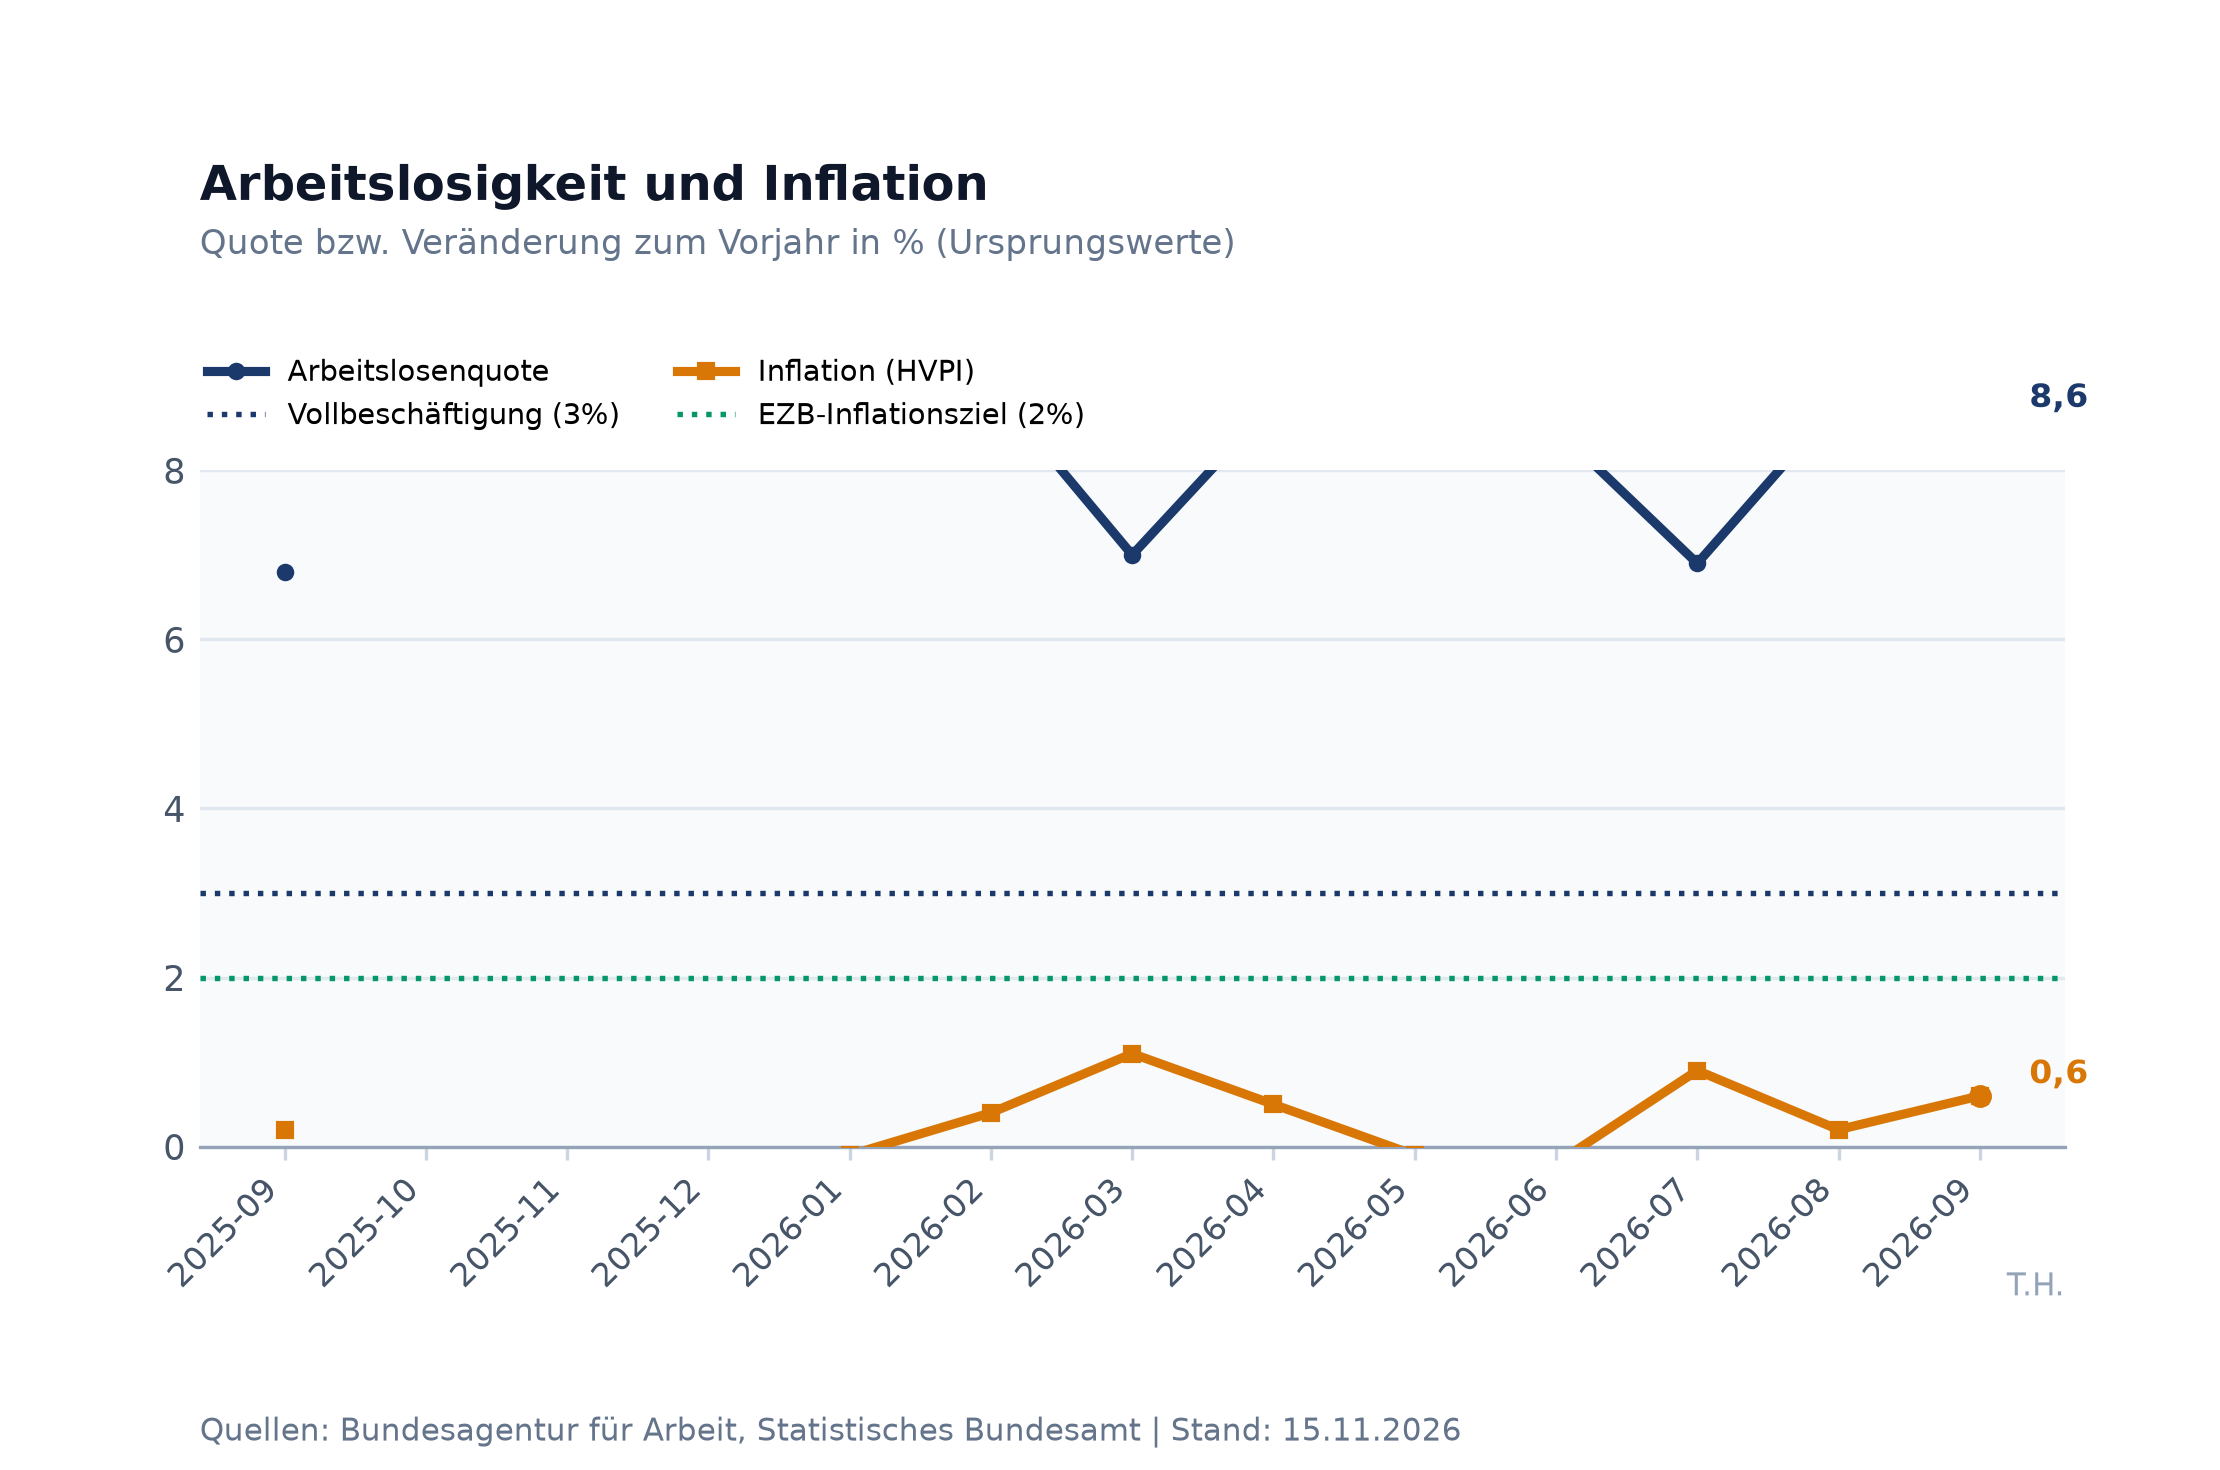 Arbeitslosigkeit und Inflation
Quote bzw. Veränderung zum Vorjahr in % (Ursprungswerte)
Arbeitslosenquote
Inflation (HVPI)
Vollbeschäftigung (3%)
EZB-Inflationsziel (2%)
8,6
8
6
4
2
0,6
0
2025-09
2025-10
2025-11
2025-12
2026-01
2026-02
2026-03
2026-04
2026-05
2026-06
2026-07
2026-08
2026-09
T.H.
Quellen: Bundesagentur für Arbeit, Statistisches Bundesamt | Stand: 15.11.2026